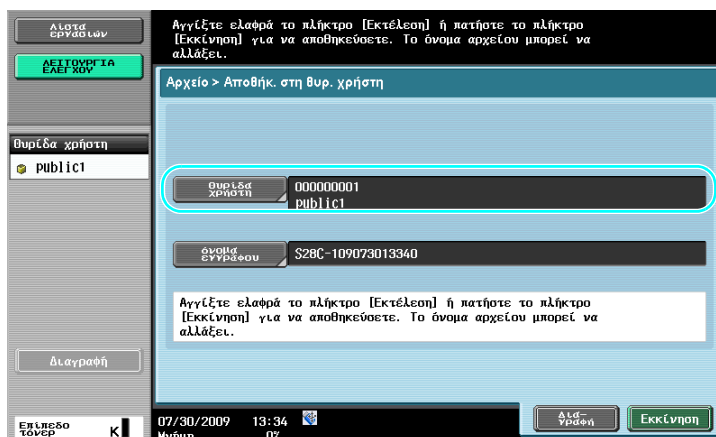 Λίστα
εργασιών
ΛΕΙΤΟΥΡΓΙΑ
ΕΛΕΓΧΟΥ
Αγγίξτε ελαφρά το πλήκτρο [Εκτέλεση] ή πατήστε το πλήκτρο
[Εκκίνηση] για να αποθηκεύσετε. Το όνομα αρχείου μπορεί να
αλλάξει.
Αρχείο > Αποθήκ. στη θυρ. χρήστη
Θυρίδα χρήστη
public1
Θυρίδα
χρήστη
000000001
public1
όνομα
εγγράφου
S28C-109073013340
Αγγίξτε ελαφρά το πλήκτρο [Εκτέλεση] ή πατήστε το πλήκτρο
[Εκκίνηση] για να αποθηκεύσετε. Το όνομα αρχείου μπορεί να
αλλάξει.
Διαγραφή
Επίπεδο
τόνερ
K
07/30/2009 13:34
Μνήμη 0%
Δια-
γραφή
Εκκίνηση